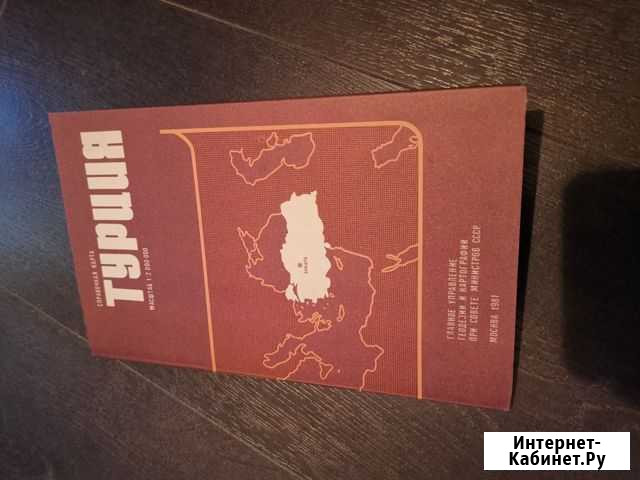 СПРАВОЧНАЯ КАРТА
ТУРЦИЯ
МАСШТАБ 1:2 000 000
АНКАРА
ГЛАВНОЕ УПРАВЛЕНИЕ
ГЕОДЕЗИИ И КАРТОГРАФИИ
ПРИ СОВЕТЕ МИНИСТРОВ СССР
МОСКВА 1981
Интернет-
Кабинет.Ру